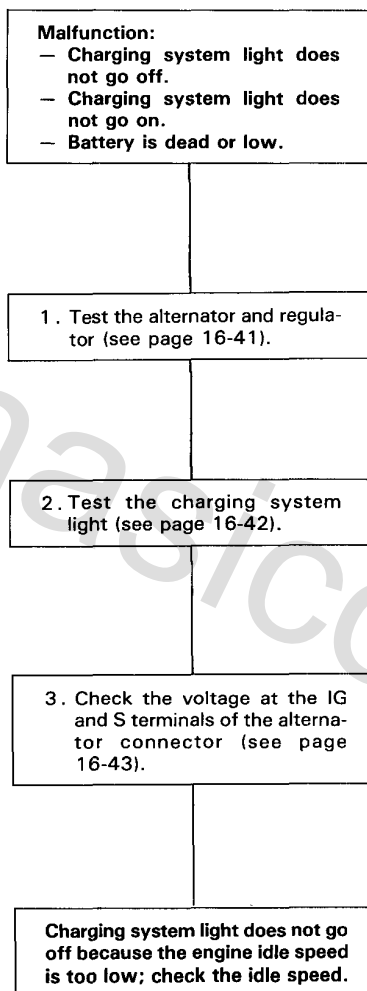 Malfunction:
— Charging system light does
not go off.
— Charging system light does
not go on.
— Battery is dead or low.
1. Test the alternator and regula-
tor (see page 16-41).
2. Test the charging system
light (see page 16-42).
3. Check the voltage at the IG
and S terminals of the alterna-
tor connector (see page
16-43).
Charging system light does not go
off because the engine idle speed
is too low; check the idle speed.